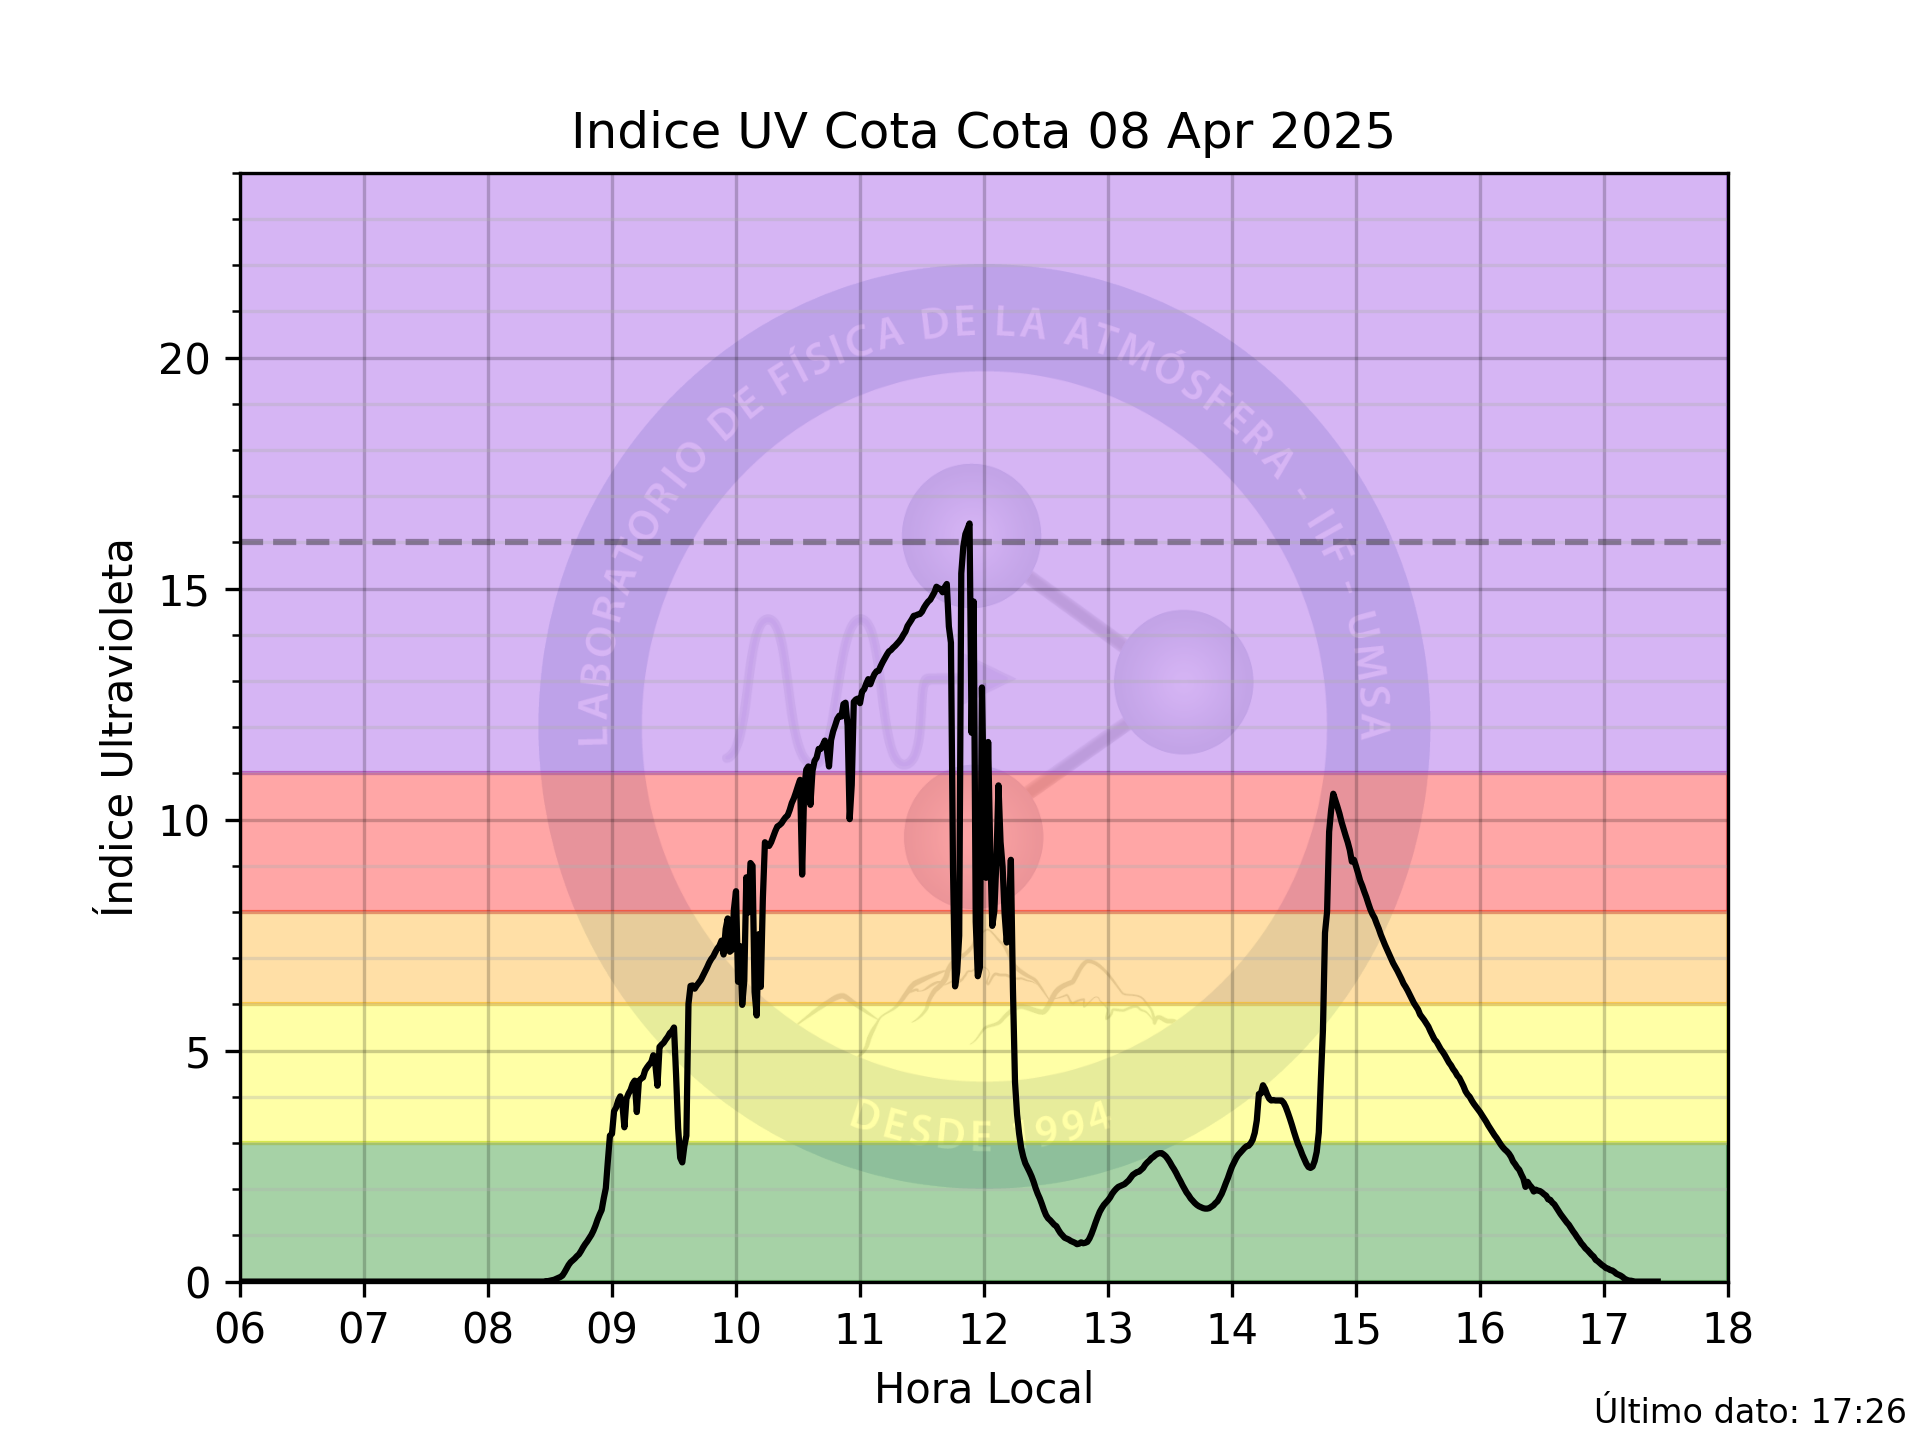 Indice UV Cota Cota 08 Apr 2025
LABORATORIO DE FÍSICA DE LA ATMÓSFERA - IIF - UMSA
20
15
10
5
0
Índice Ultravioleta
DESDE 1994
06 07 08 09 10 11 12 13 14 15 16 17 18
Hora Local
Último dato: 17:26